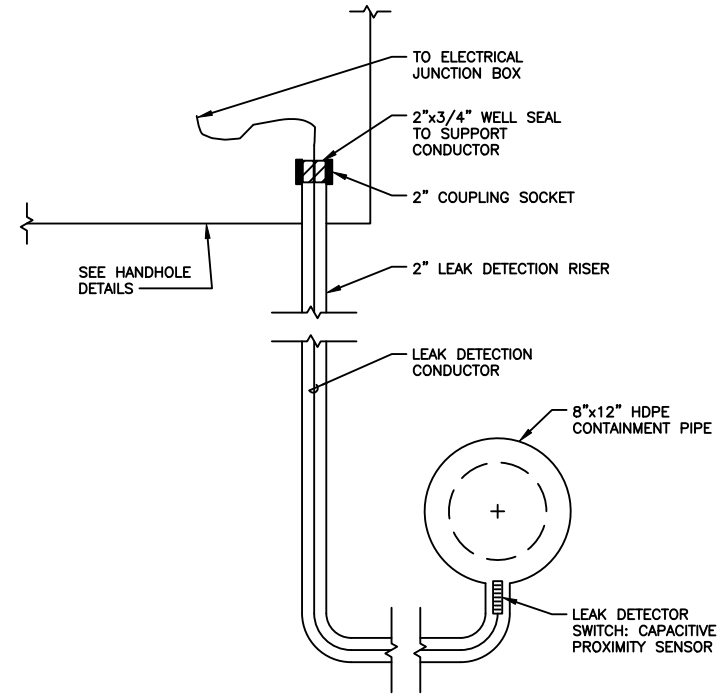 TO ELECTRICAL
JUNCTION BOX
2"x3/4" WELL SEAL
TO SUPPORT
CONDUCTOR
2" COUPLING SOCKET
SEE HANDHOLE
DETAILS
2" LEAK DETECTION RISER
LEAK DETECTION
CONDUCTOR
8"x12" HDPE
CONTAINMENT PIPE
LEAK DETECTOR
SWITCH: CAPACITIVE
PROXIMITY SENSOR